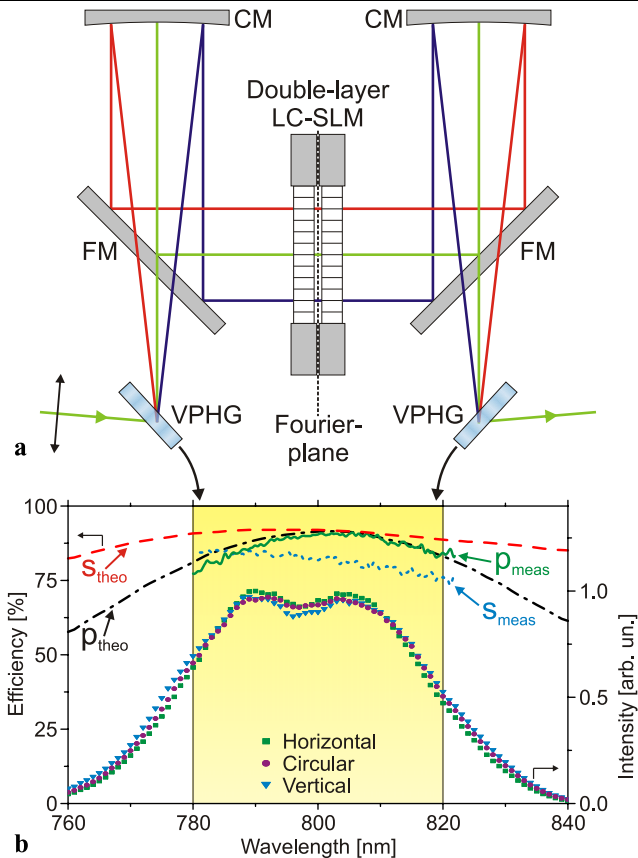 CM
CM
Double-layer
LC-SLM
FM
FM
VPHG
VPHG
Fourier-
plane
a
100
75
50
25
0
Efficiency [%]
s_theo
p_theo
p_meas
s_meas
1.0
0.5
0.0
Intensity [arb. un.]
Horizontal
Circular
Vertical
760
780
800
820
840
Wavelength [nm]
b